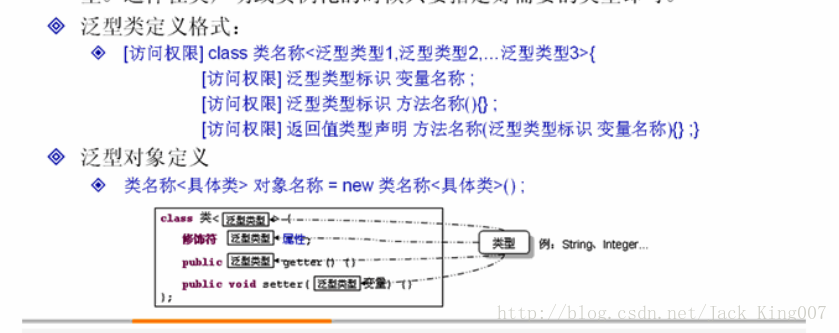 泛型类定义格式：
[访问权限] class 类名称<泛型类型1,泛型类型2,…泛型类型3>{
[访问权限] 泛型类型标识 变量名称 ;
[访问权限] 泛型类型标识 方法名称(){} ;
[访问权限] 返回值类型声明 方法名称(泛型类型标识 变量名称){} ;}
泛型对象定义
类名称<具体类> 对象名称 = new 类名称<具体类>() ;
class 类< 泛型类型 > {
修饰符 泛型类型 属性;
类型 例：String、Integer...
public 泛型类型 getter() {}
public void setter( 泛型类型 变量) {}
};
http://blog.csdn.net/Jack_King007